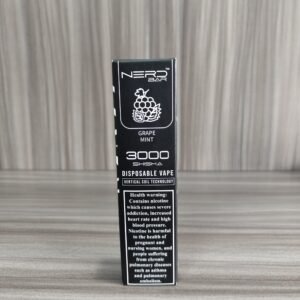 NERD™
BAR
GRAPE
MINT
3000
SHISHA
DISPOSABLE VAPE
VERTICAL COIL TECHNOLOGY
Health warning:
Contains nicotine
which causes severe
addiction, increased
heart rate and high
blood pressure.
Nicotine is harmful
to the health of
pregnant and
nursing women, and
people suffering
from chronic
pulmonary diseases
such as asthma
and pulmonary
embolism.